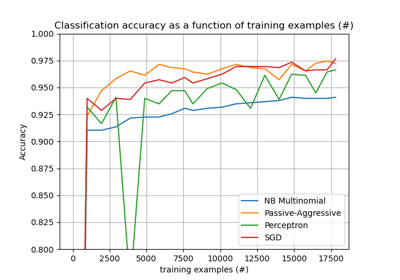 Classification accuracy as a function of training examples (#)
1.000
0.975
0.950
0.925
0.900
0.875
0.850
0.825
0.800
Accuracy
NB Multinomial
Passive-Aggressive
Perceptron
SGD
0 2500 5000 7500 10000 12500 15000 17500
training examples (#)